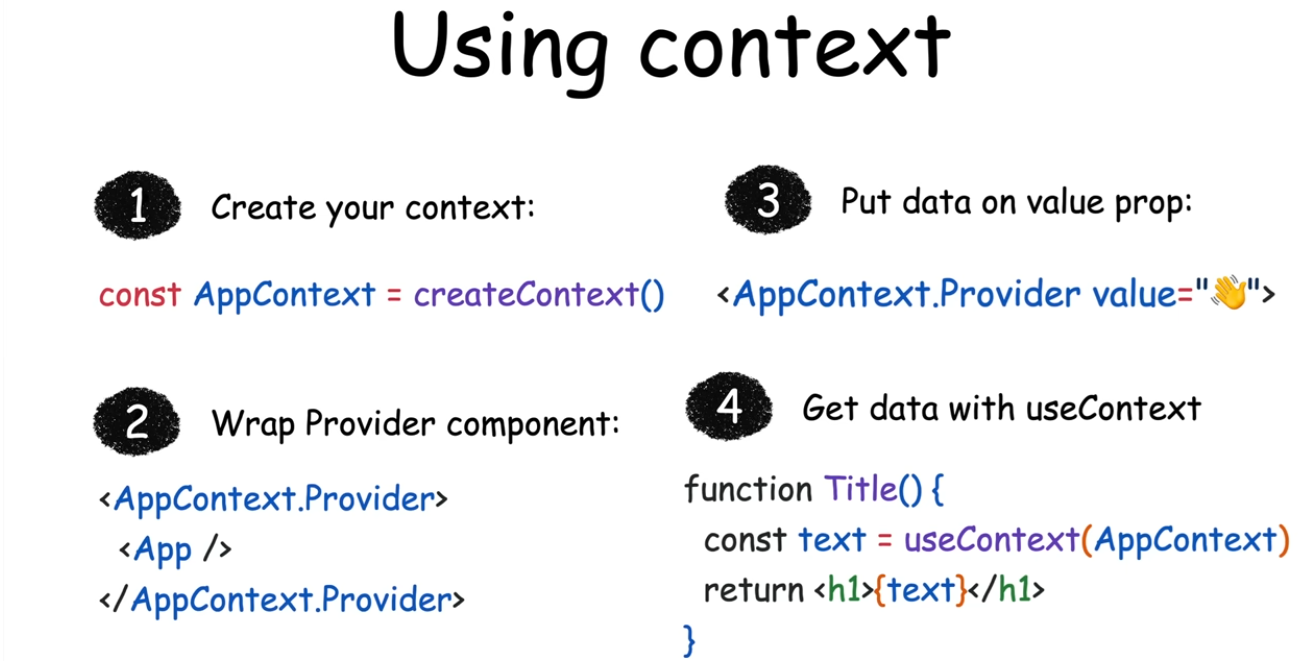 Using context
1 Create your context:
const AppContext = createContext()
2 Wrap Provider component:
<AppContext.Provider>
<App />
</AppContext.Provider>
3 Put data on value prop:
<AppContext.Provider value="👋">
4 Get data with useContext
function Title() {
const text = useContext(AppContext)
return <h1>{text}</h1>
}